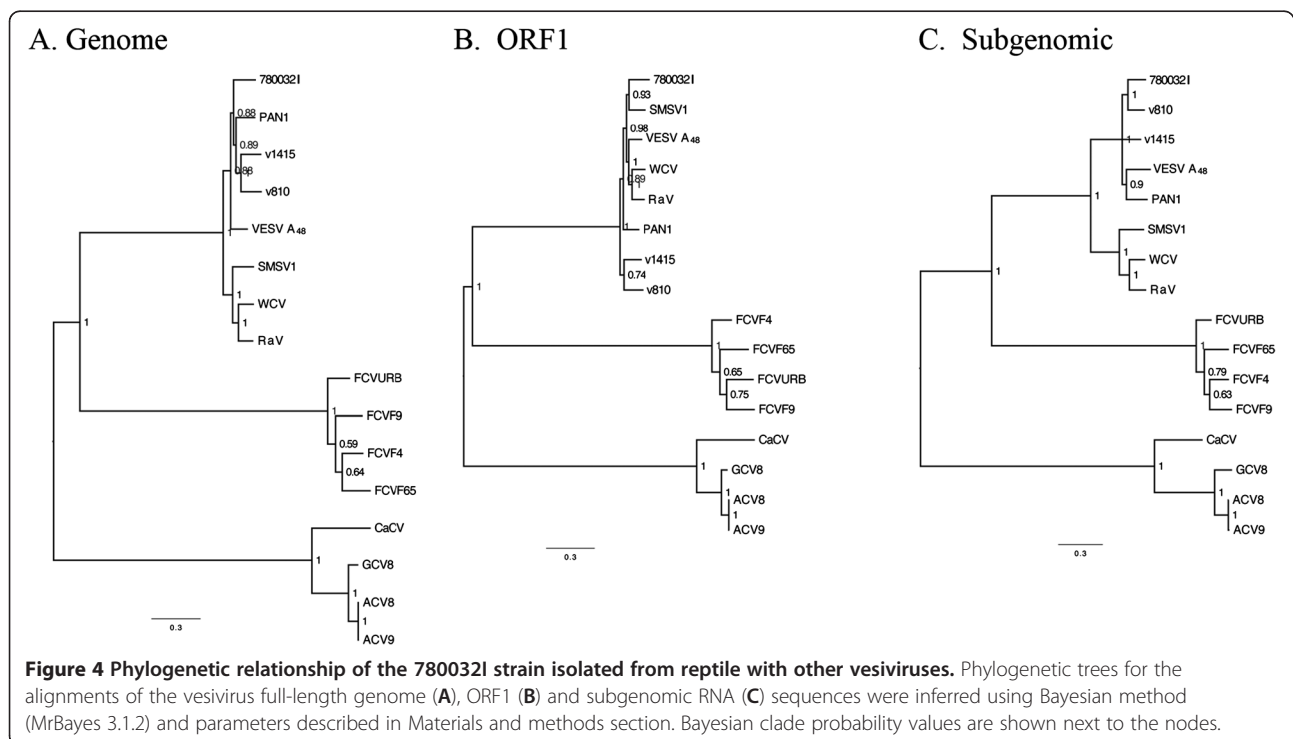 A. Genome
B. ORF1
C. Subgenomic
780032I
0.88
PAN1
0.89
v1415
0.88
v810
VESV A48
1
SMSV1
1
WCV
1
RaV
1
FCVURB
1
FCVF9
0.59
FCVF4
0.64
FCVF65
CaCV
1
GCV8
1
ACV8
1
ACV9
0.3
780032I
0.93
SMSV1
0.98
VESV A48
1
WCV
0.89
RaV
1
PAN1
v1415
0.74
v810
1
FCVF4
1
FCVF65
0.65
FCVURB
0.75
FCVF9
CaCV
1
GCV8
1
ACV8
1
ACV9
0.3
780032I
1
v810
1
v1415
VESV A48
0.9
PAN1
1
SMSV1
1
WCV
1
RaV
1
FCVURB
1
FCVF65
0.79
FCVF4
0.63
FCVF9
CaCV
1
GCV8
1
ACV8
1
ACV9
0.3
Figure 4 Phylogenetic relationship of the 780032I strain isolated from reptile with other vesiviruses. Phylogenetic trees for the
alignments of the vesivirus full-length genome (A), ORF1 (B) and subgenomic RNA (C) sequences were inferred using Bayesian method
(MrBayes 3.1.2) and parameters described in Materials and methods section. Bayesian clade probability values are shown next to the nodes.